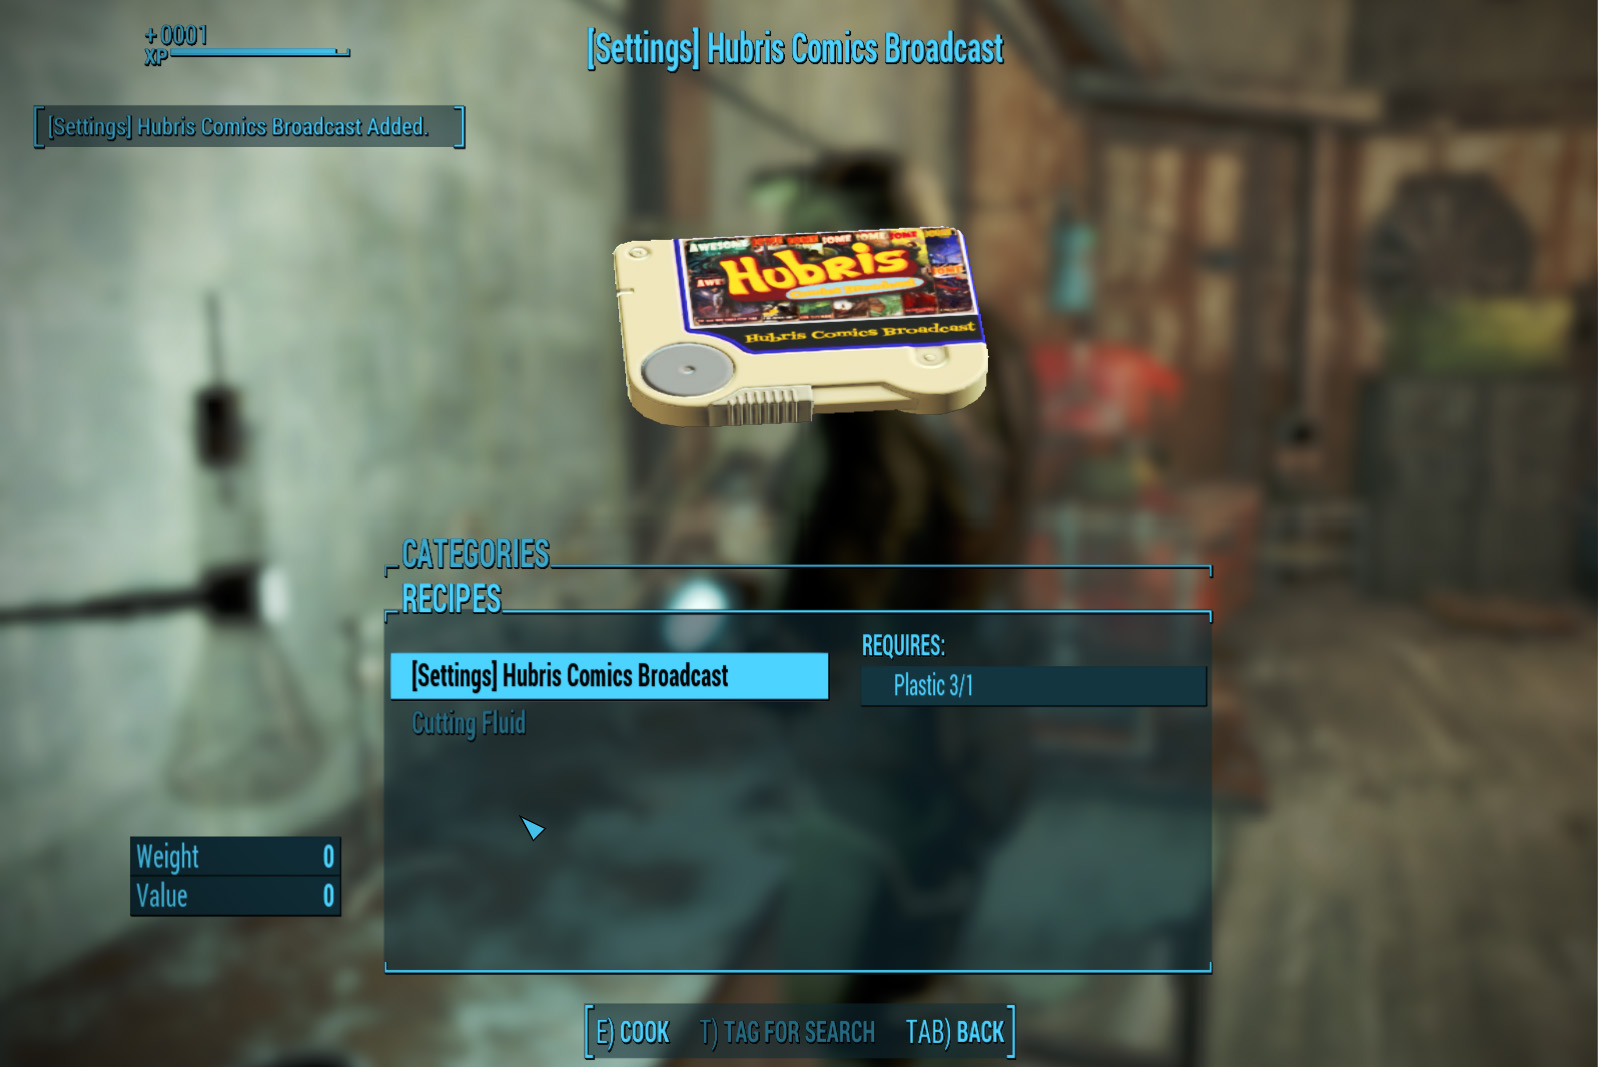 +0001
XP
[Settings] Hubris Comics Broadcast
[Settings] Hubris Comics Broadcast Added.
AWESOME
Hubris
Hubris Comics Broadcast
CATEGORIES
RECIPES
REQUIRES:
[Settings] Hubris Comics Broadcast
Plastic 3/1
Cutting Fluid
Weight 0
Value 0
E) COOK T) TAG FOR SEARCH TAB) BACK